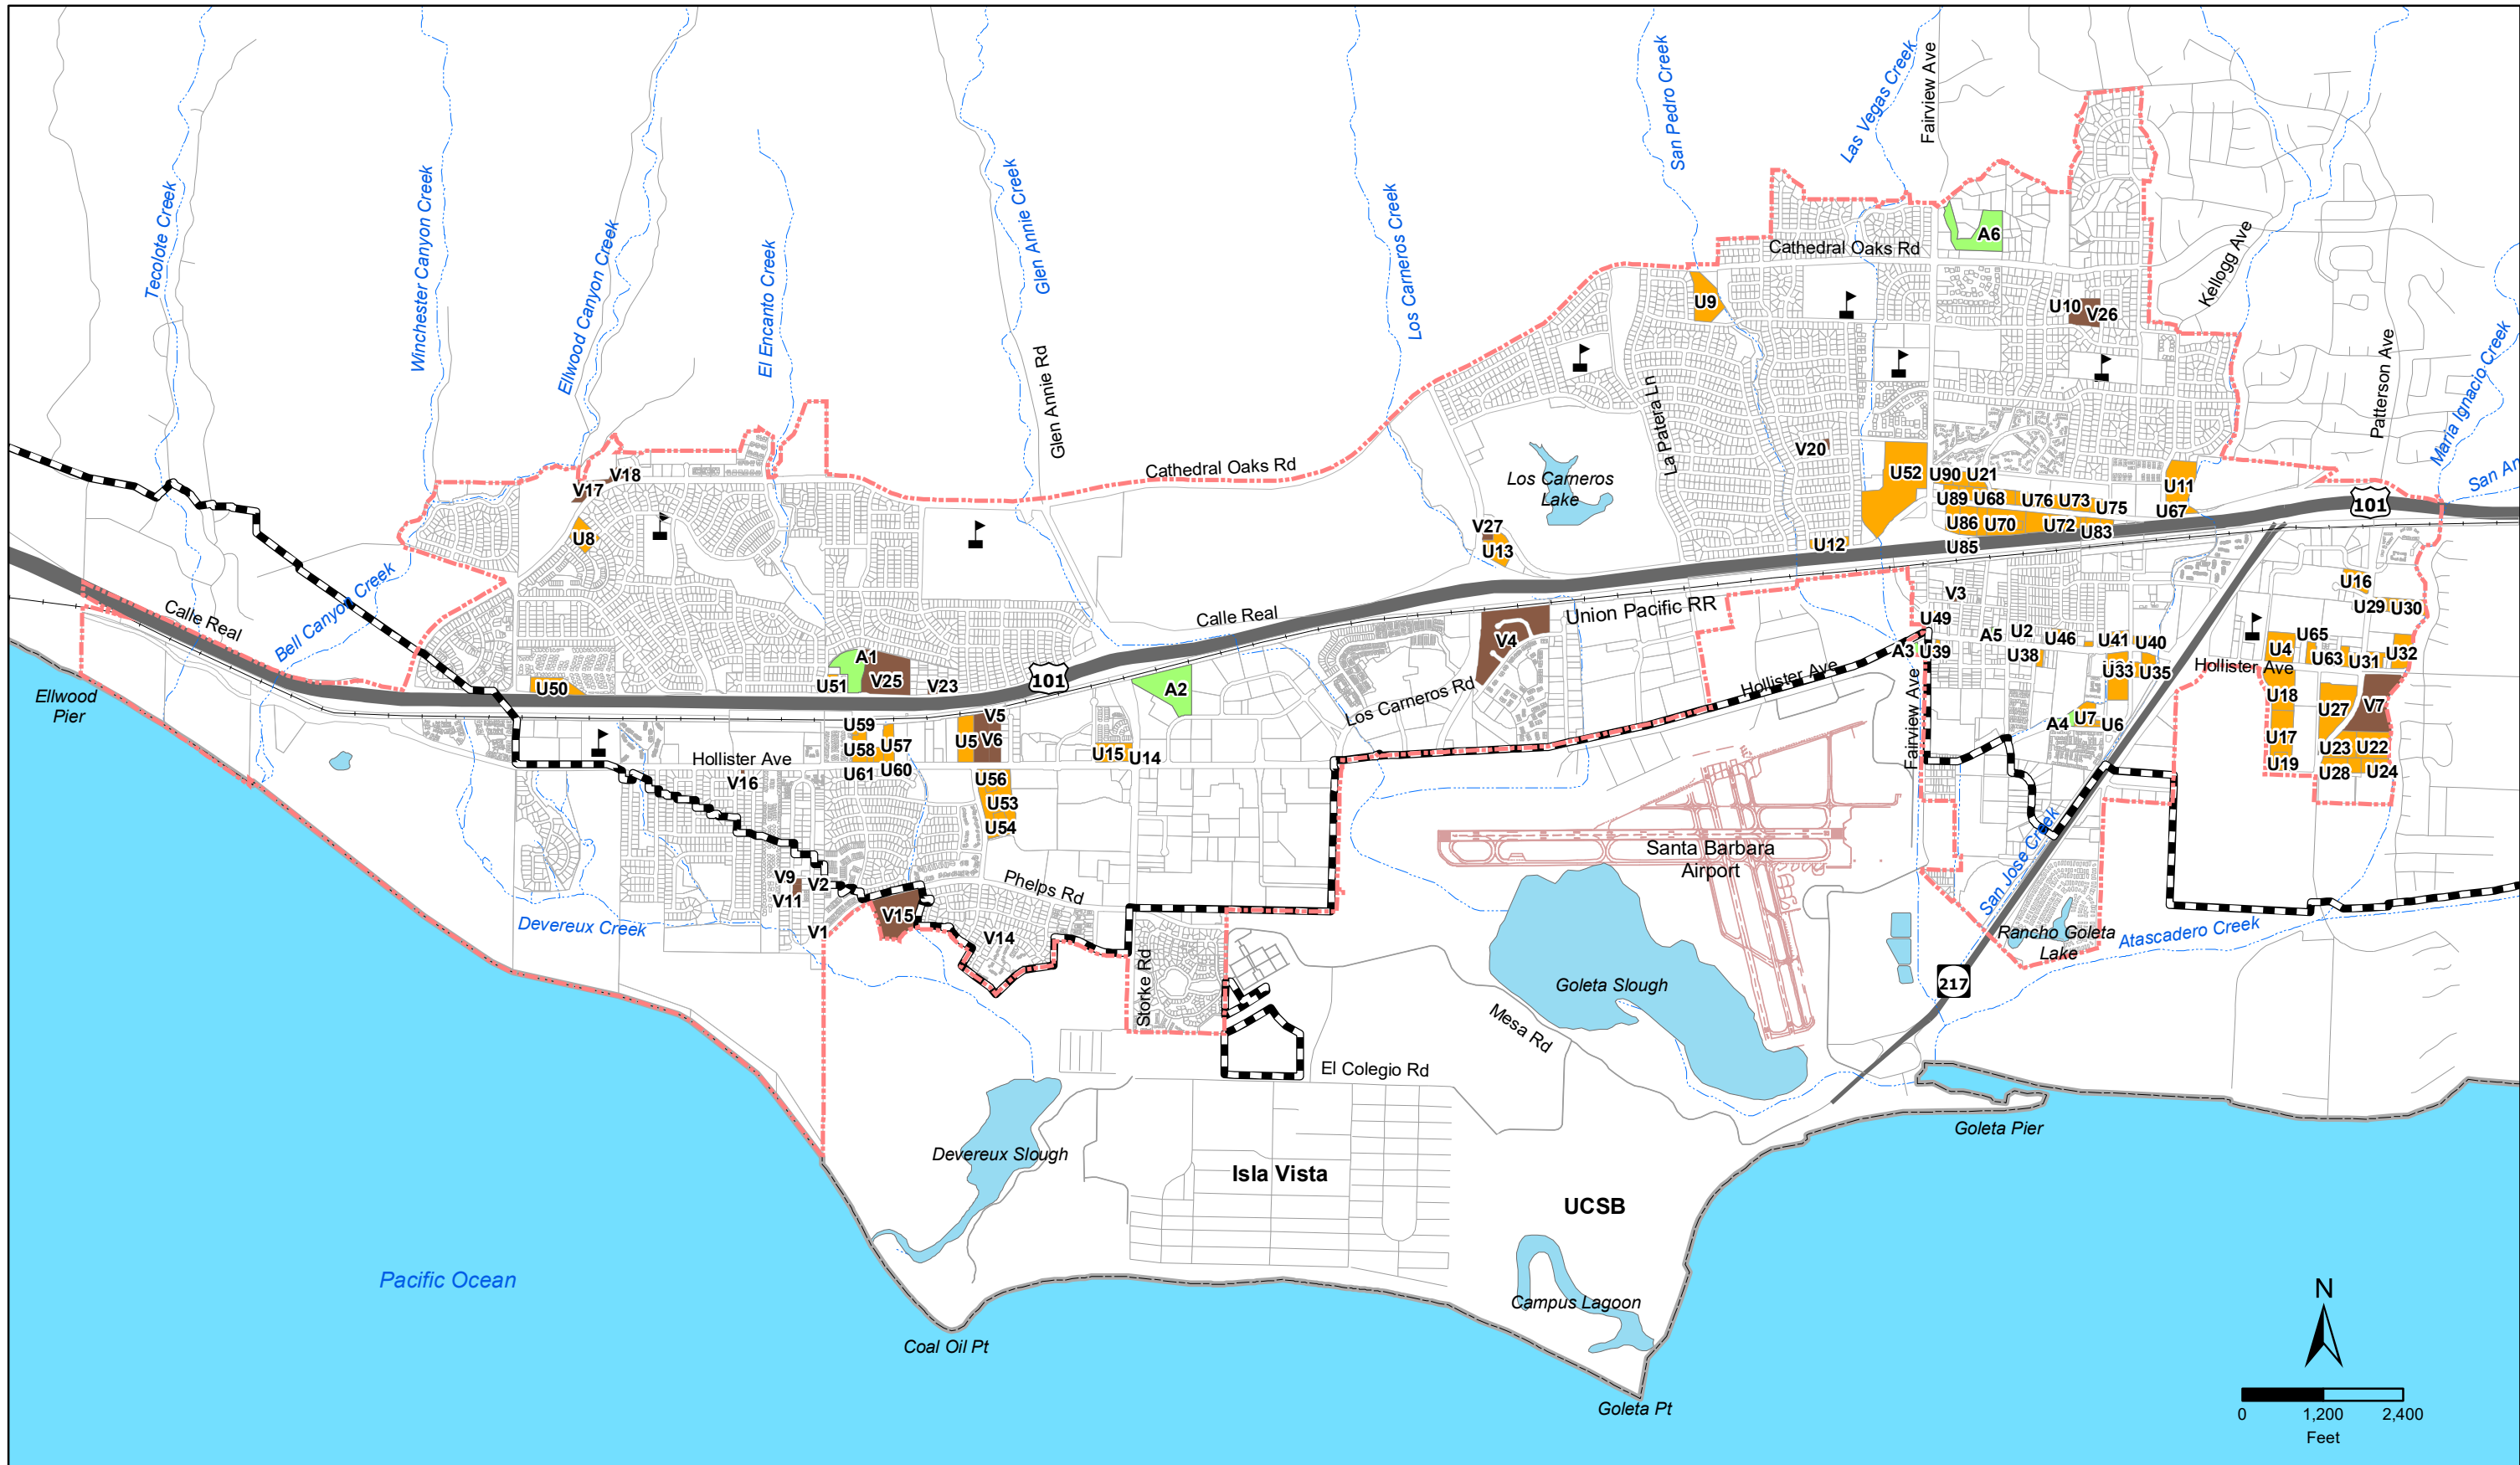 Tecolote Creek
Winchester Canyon Creek
Ellwood Canyon Creek
El Encanto Creek
Glen Annie Creek
Glen Annie Rd
Los Carneros Creek
San Pedro Creek
Las Vegas Creek
Fairview Ave
Kellogg Ave
Patterson Ave
Maria Ignacio Creek
Cathedral Oaks Rd
A6
U9
U10
V26
La Patera Ln
V20
Cathedral Oaks Rd
Los Carneros
Lake
V18
V17
U8
U52
U90
U21
U89
U68
U76
U73
U75
U11
U67
U86
U70
U72
U83
U85
U12
V27
U13
101
San An
Bell Canyon Creek
Calle Real
Calle Real
Union Pacific RR
V4
V3
U49
A3
U39
A5
U2
U38
U46
U41
U40
U33
U35
U16
U29
U30
U65
U4
U63
U31
U32
Hollister Ave
U18
U27
V7
U17
U23
U22
U19
U28
U24
A4
U7
U6
Ellwood
Pier
U50
A1
U51
V25
V23
101
A2
Los Carneros Rd
Hollister Ave
Fairview Ave
U59
U58
U57
U61
U60
V5
U5
V6
U15
U14
Hollister Ave
V16
U56
U53
U54
Santa Barbara
Airport
San Jose Creek
V9
V2
V11
V15
V1
V14
Phelps Rd
Devereux Creek
Storke Rd
Rancho Goleta
Lake
Atascadero Creek
217
Goleta Slough
Mesa Rd
El Colegio Rd
Goleta Pier
Devereux Slough
Isla Vista
UCSB
Pacific Ocean
Campus Lagoon
Coal Oil Pt
Goleta Pt
N
0 1,200 2,400
Feet